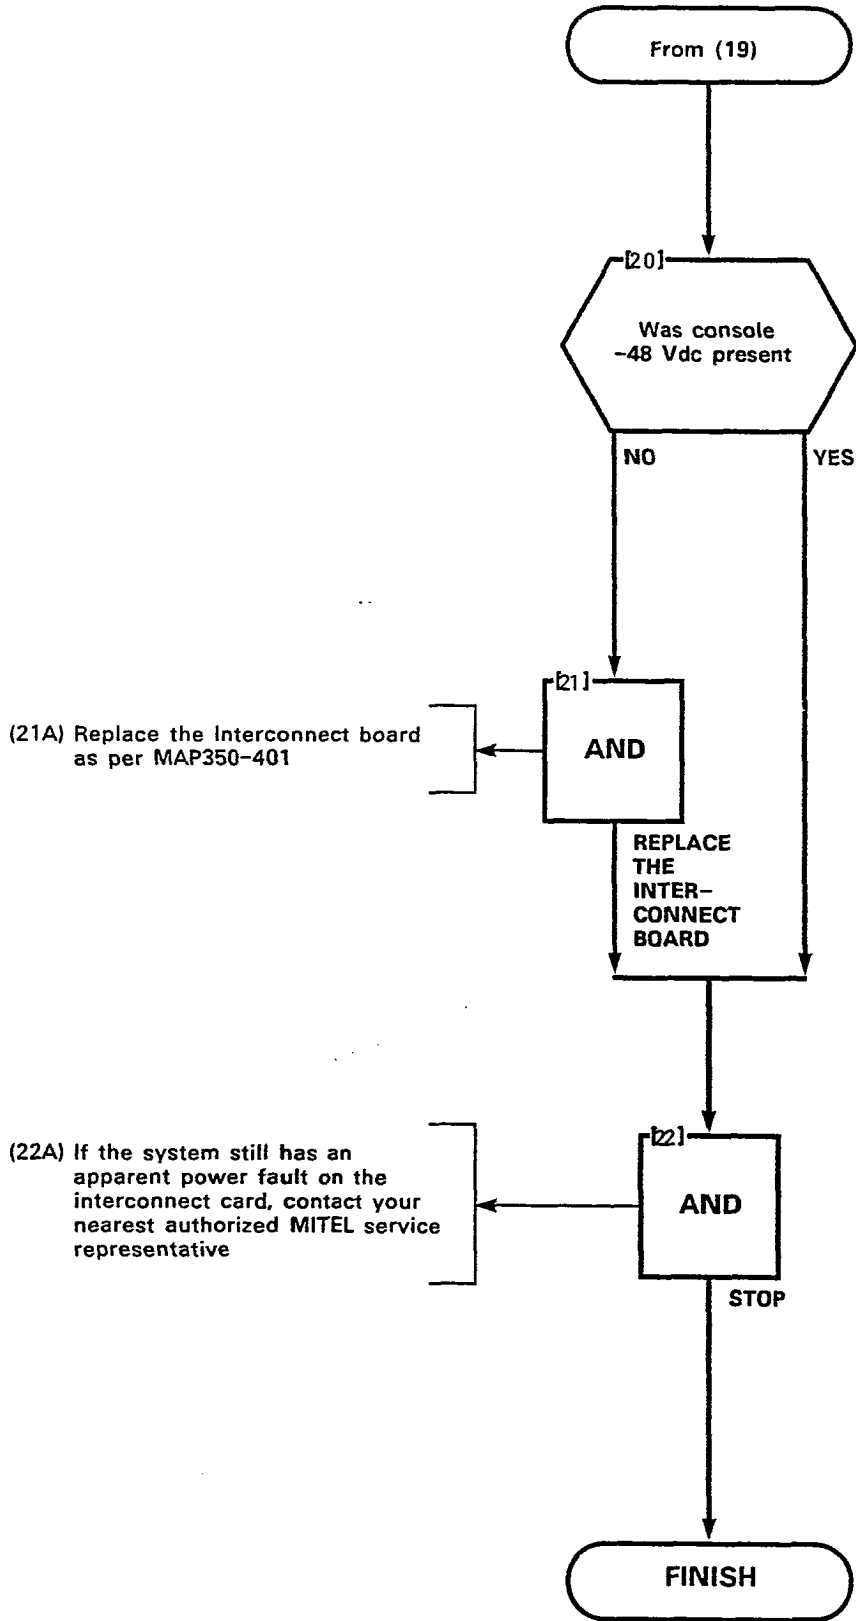 From (19)
[20]
Was console
-48 Vdc present
NO
YES
[21]
AND
(21A) Replace the Interconnect board
as per MAP350-401
REPLACE
THE
INTER-
CONNECT
BOARD
[22]
AND
(22A) If the system still has an
apparent power fault on the
interconnect card, contact your
nearest authorized MITEL service
representative
STOP
FINISH